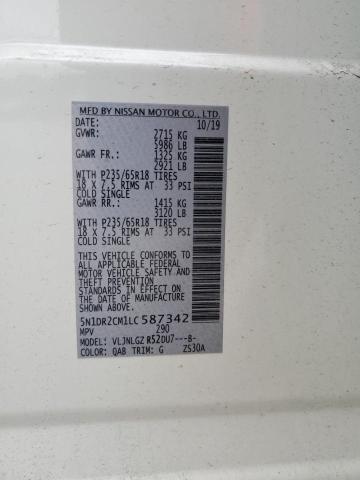 MFD BY NISSAN MOTOR CO., LTD.
DATE: 10/19
GVWR: 2715 KG
5986 LB
GAWR FR.: 1325 KG
2921 LB
WITH P235/65R18 TIRES
18 X 7.5 RIMS AT 33 PSI
COLD SINGLE
GAWR RR.: 1415 KG
3120 LB
WITH P235/65R18 TIRES
18 X 7.5 RIMS AT 33 PSI
COLD SINGLE
THIS VEHICLE CONFORMS TO
ALL APPLICABLE FEDERAL
MOTOR VEHICLE SAFETY AND
THEFT PREVENTION
STANDARDS IN EFFECT ON
THE DATE OF MANUFACTURE
SHOWN ABOVE.
5N1DR2CM1LC587342
MPV 290
MODEL: VLJNLGZ R52DU7---B-
COLOR: QAB TRIM: G ZS30A